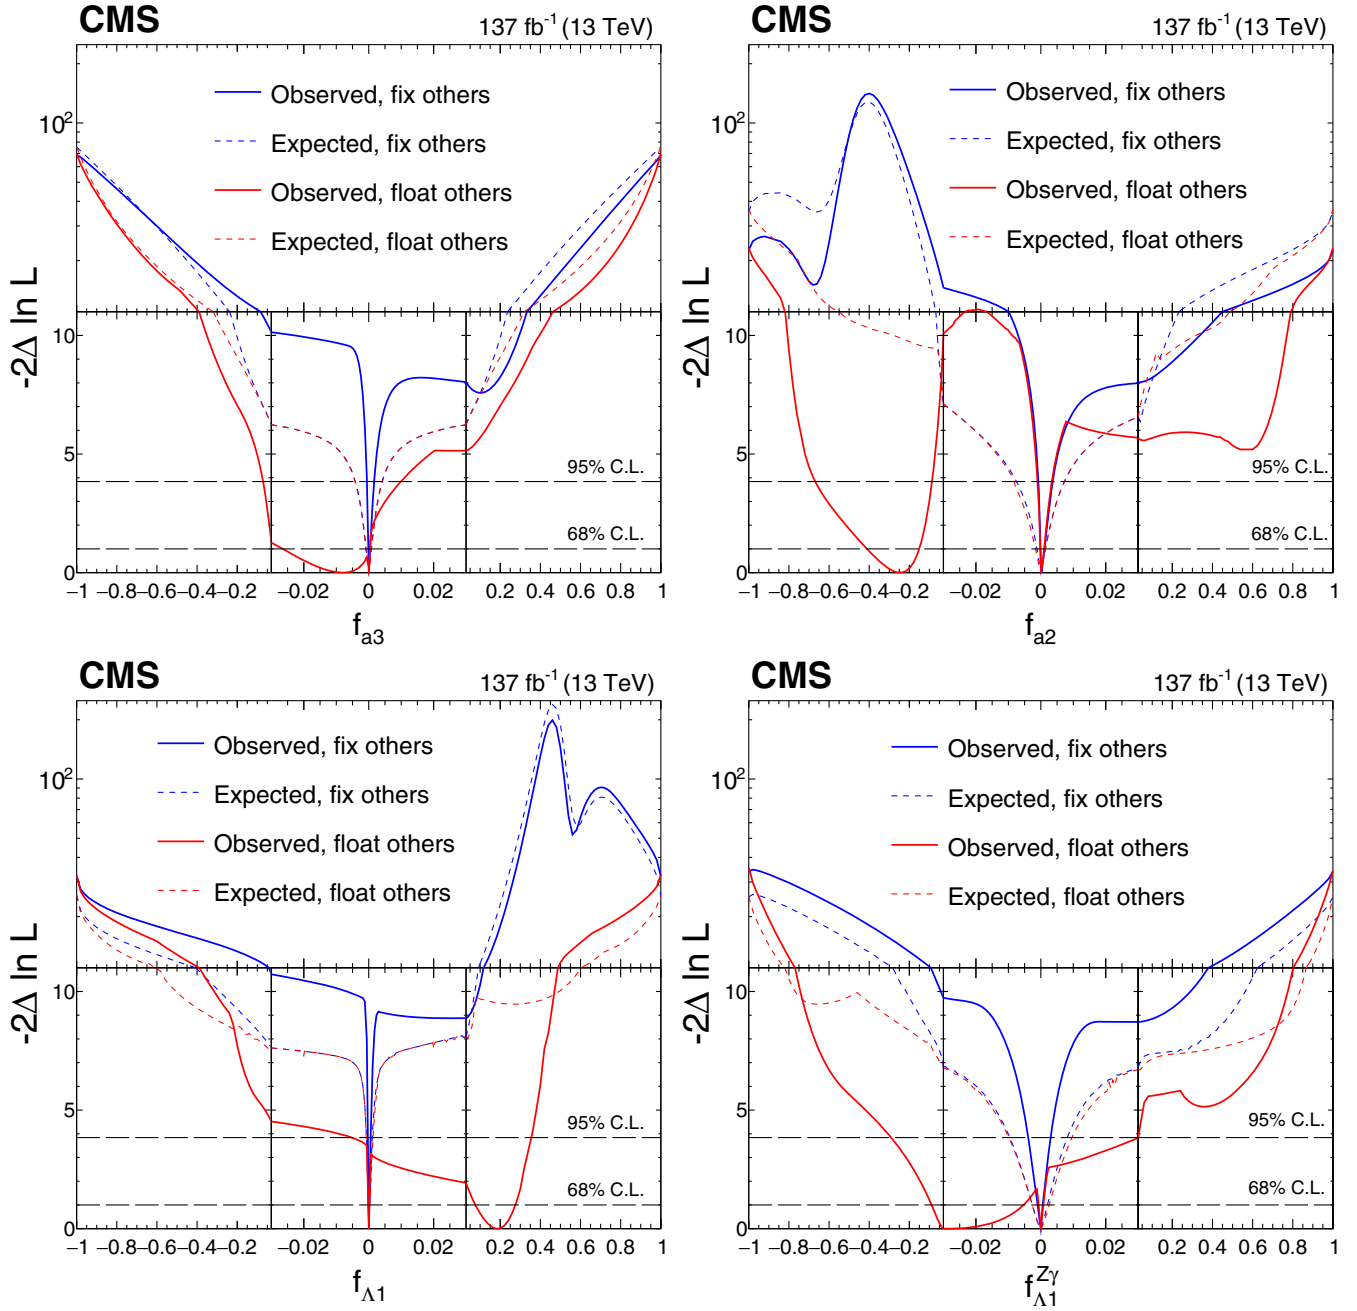 CMS 137 fb⁻¹ (13 TeV)
Observed, fix others
Expected, fix others
Observed, float others
Expected, float others
10²
10
5
0
-2Δ ln L
95% C.L.
68% C.L.
−1 −0.8 −0.6 −0.4 −0.2 −0.02 0 0.02 0.2 0.4 0.6 0.8 1
f_a3
CMS 137 fb⁻¹ (13 TeV)
Observed, fix others
Expected, fix others
Observed, float others
Expected, float others
10²
10
5
0
-2Δ ln L
95% C.L.
68% C.L.
−1 −0.8 −0.6 −0.4 −0.2 −0.02 0 0.02 0.2 0.4 0.6 0.8 1
f_a2
CMS 137 fb⁻¹ (13 TeV)
Observed, fix others
Expected, fix others
Observed, float others
Expected, float others
10²
10
5
0
-2Δ ln L
95% C.L.
68% C.L.
−1 −0.8 −0.6 −0.4 −0.2 −0.02 0 0.02 0.2 0.4 0.6 0.8 1
f_Λ1
CMS 137 fb⁻¹ (13 TeV)
Observed, fix others
Expected, fix others
Observed, float others
Expected, float others
10²
10
5
0
-2Δ ln L
95% C.L.
68% C.L.
−1 −0.8 −0.6 −0.4 −0.2 −0.02 0 0.02 0.2 0.4 0.6 0.8 1
f_Λ1^Zγ